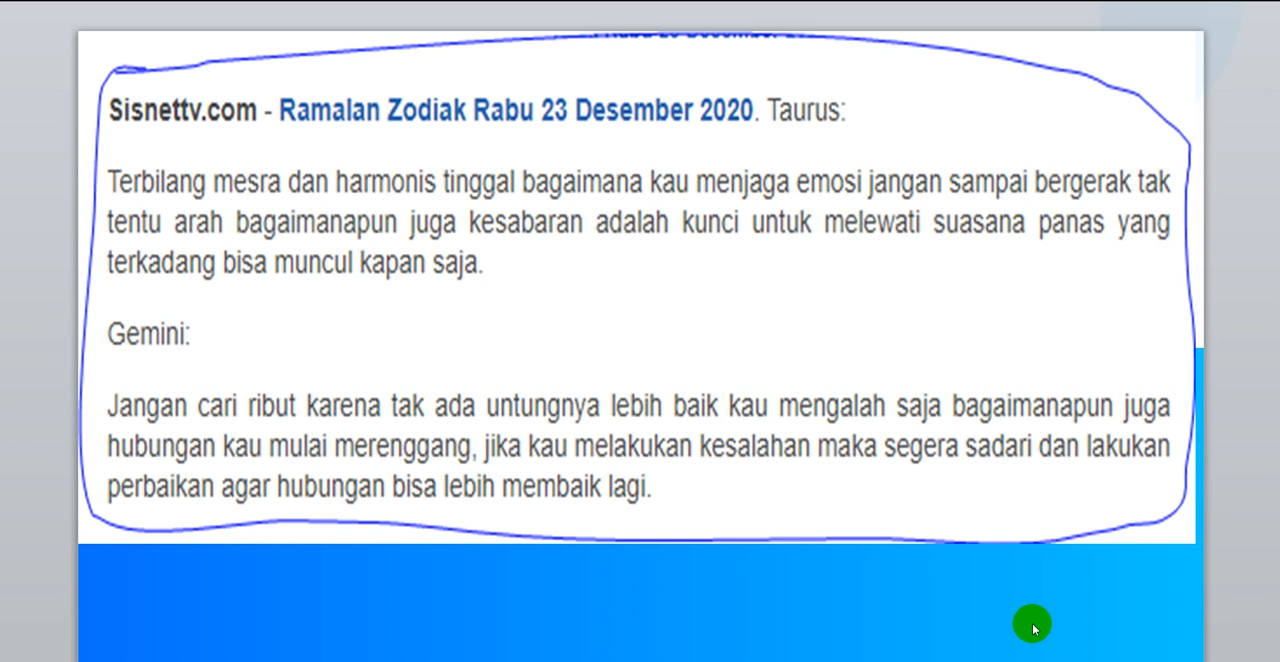 Sisnettv.com - Ramalan Zodiak Rabu 23 Desember 2020. Taurus:
Terbilang mesra dan harmonis tinggal bagaimana kau menjaga emosi jangan sampai bergerak tak
tentu arah bagaimanapun juga kesabaran adalah kunci untuk melewati suasana panas yang
terkadang bisa muncul kapan saja.
Gemini:
Jangan cari ribut karena tak ada untungnya lebih baik kau mengalah saja bagaimanapun juga
hubungan kau mulai merenggang, jika kau melakukan kesalahan maka segera sadari dan lakukan
perbaikan agar hubungan bisa lebih membaik lagi.